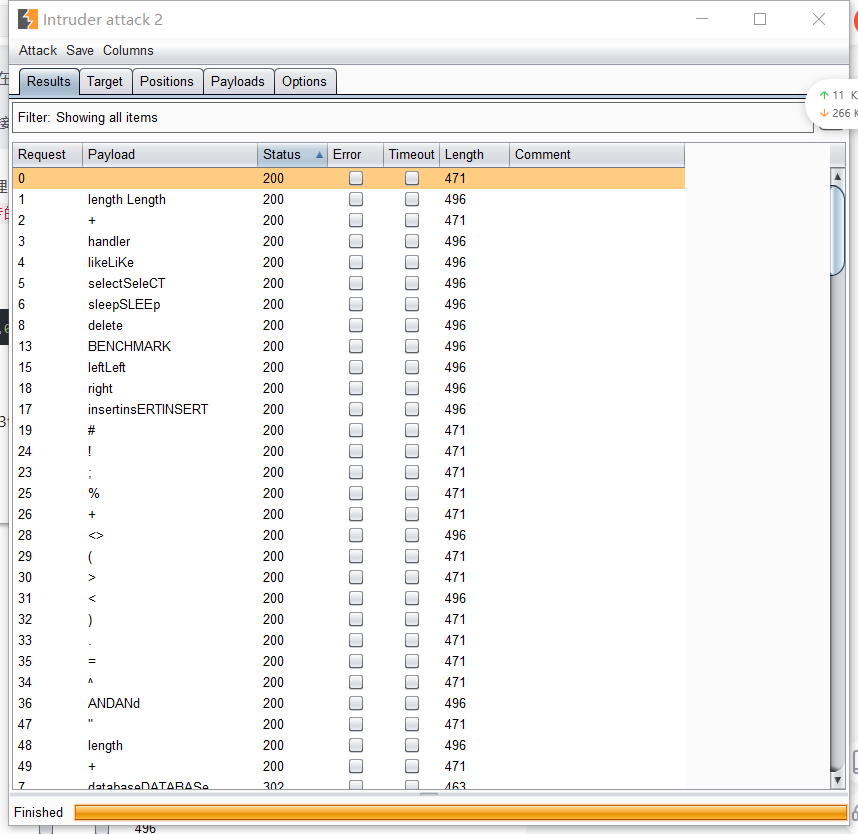 Intruder attack 2
Attack Save Columns
Results Target Positions Payloads Options
11 K
266 K
Filter: Showing all items
Request Payload Status Error Timeout Length Comment
0 200 471
1 length Length 200 496
2 + 200 471
3 handler 200 496
4 likeLiKe 200 496
5 selectSeleCT 200 496
6 sleepSLEEp 200 496
8 delete 200 496
13 BENCHMARK 200 496
15 leftLeft 200 496
18 right 200 496
17 insertinsERTINSERT 200 496
19 # 200 471
24 ! 200 471
23 ; 200 471
25 % 200 471
26 + 200 471
28 <> 200 496
29 ( 200 471
30 > 200 471
31 < 200 496
32 ) 200 471
33 . 200 471
35 = 200 471
34 ^ 200 471
36 ANDANd 200 496
47 " 200 471
48 length 200 496
49 + 200 471
7 databaseDATABASe 302 463
Finished
496